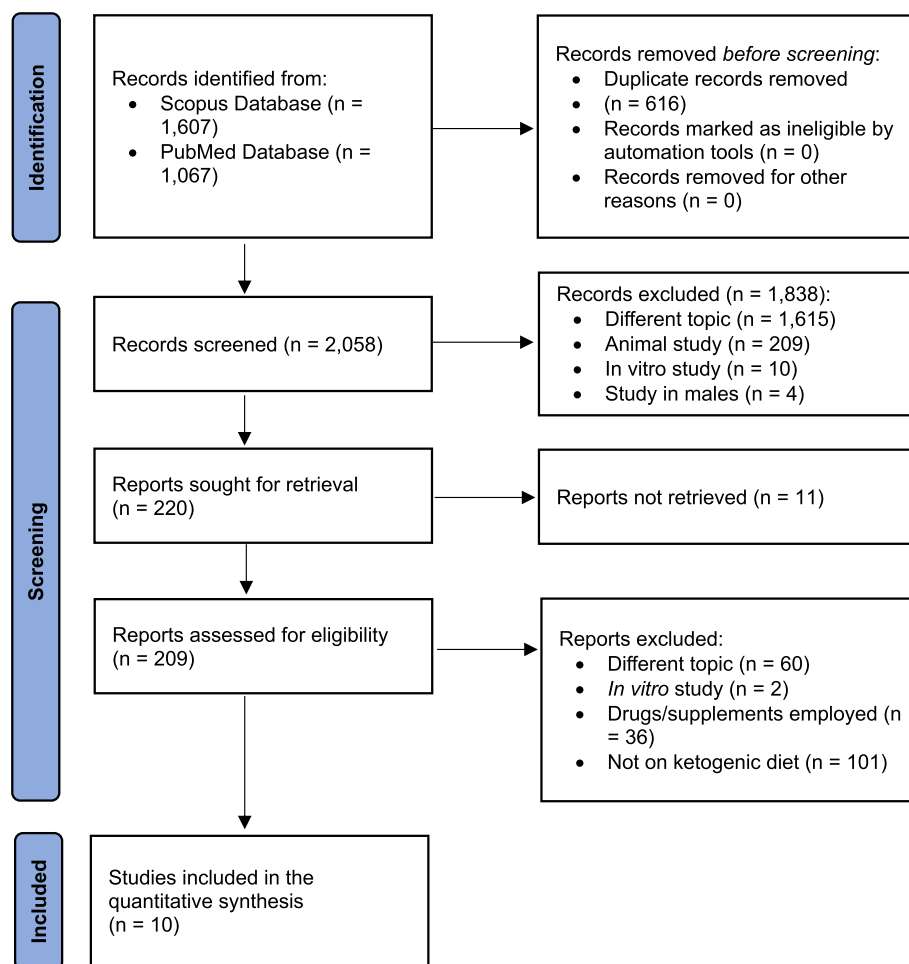 Identification
Records identified from:
• Scopus Database (n =
1,607)
• PubMed Database (n =
1,067)
Records removed before screening:
• Duplicate records removed
• (n = 616)
• Records marked as ineligible by
automation tools (n = 0)
• Records removed for other
reasons (n = 0)
Screening
Records screened (n = 2,058)
Records excluded (n = 1,838):
• Different topic (n = 1,615)
• Animal study (n = 209)
• In vitro study (n = 10)
• Study in males (n = 4)
Reports sought for retrieval
(n = 220)
Reports not retrieved (n = 11)
Reports assessed for eligibility
(n = 209)
Reports excluded:
• Different topic (n = 60)
• In vitro study (n = 2)
• Drugs/supplements employed (n
= 36)
• Not on ketogenic diet (n = 101)
Included
Studies included in the
quantitative synthesis
(n = 10)